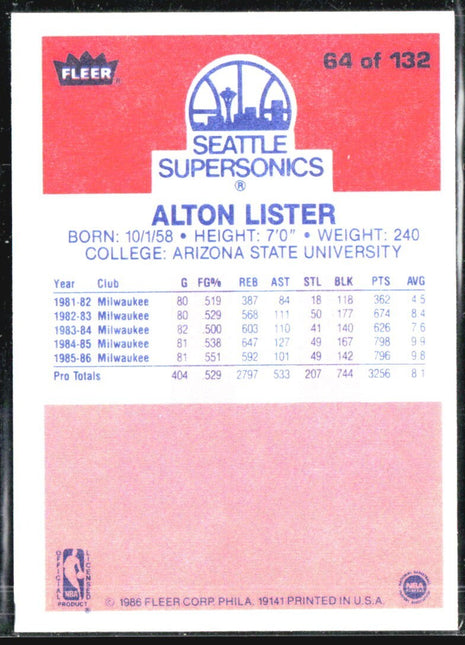 FLEER
64 of 132
SEATTLE
SUPERSONICS
®
ALTON LISTER
BORN: 10/1/58 • HEIGHT: 7'0" • WEIGHT: 240
COLLEGE: ARIZONA STATE UNIVERSITY
Year Club G FG% REB AST STL BLK PTS AVG
1981-82 Milwaukee 80 .519 387 84 18 118 362 4.5
1982-83 Milwaukee 80 .529 568 111 50 177 674 8.4
1983-84 Milwaukee 82 .500 603 110 41 140 626 7.6
1984-85 Milwaukee 81 .538 647 127 49 167 798 9.9
1985-86 Milwaukee 81 .551 592 101 49 142 796 9.8
Pro Totals 404 .529 2797 533 207 744 3256 8.1
OFFICIAL
LICENSED
NBA
PRODUCT
NBA
© 1986 FLEER CORP. PHILA. 19141 PRINTED IN U.S.A.